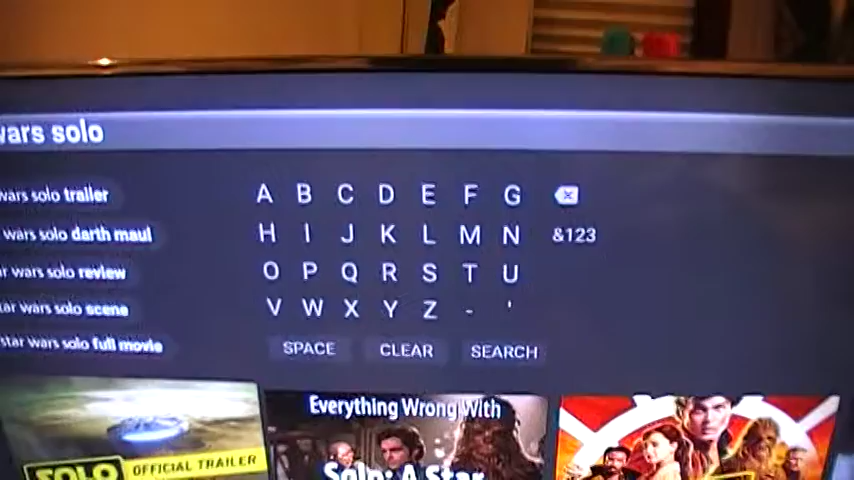 wars solo
wars solo trailer
wars solo darth maul
ar wars solo review
tar wars solo scene
star wars solo full movie
A B C D E F G
H I J K L M N &123
O P Q R S T U
V W X Y Z - '
SPACE CLEAR SEARCH
SOLO OFFICIAL TRAILER
Everything Wrong With
Solo: A Star